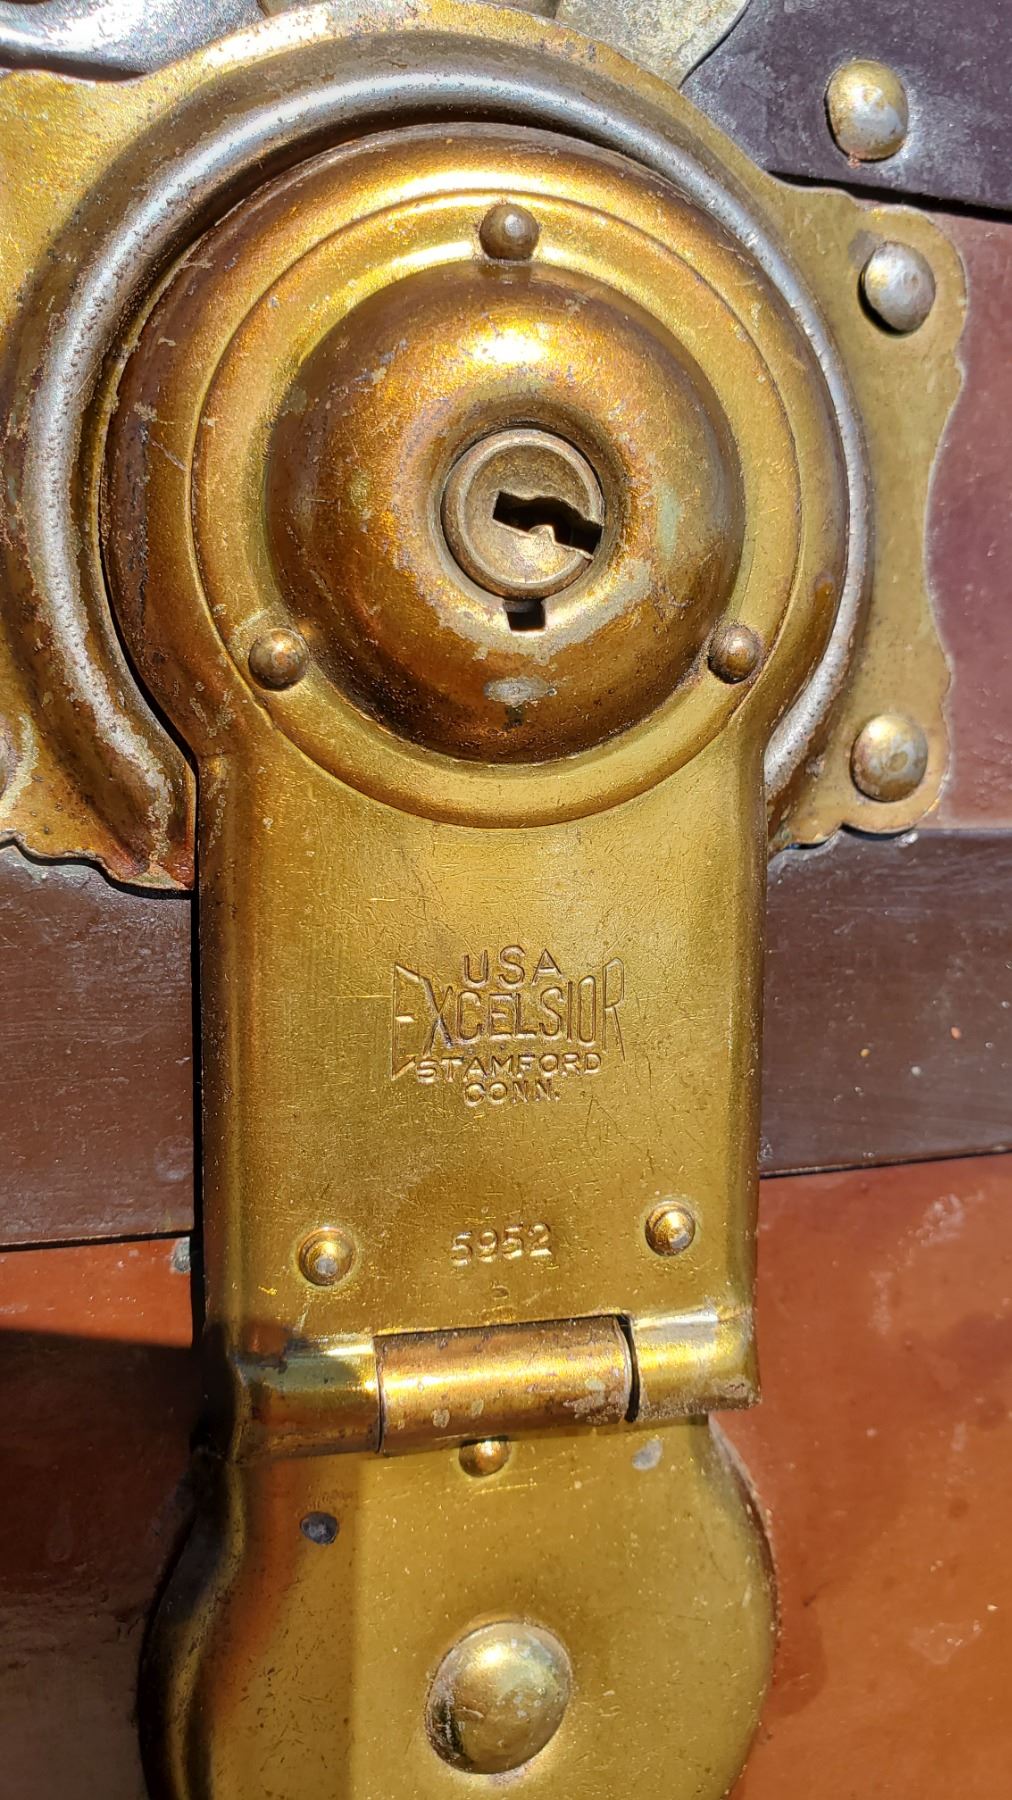 USA
EXCELSIOR
STAMFORD
CONN.
5952